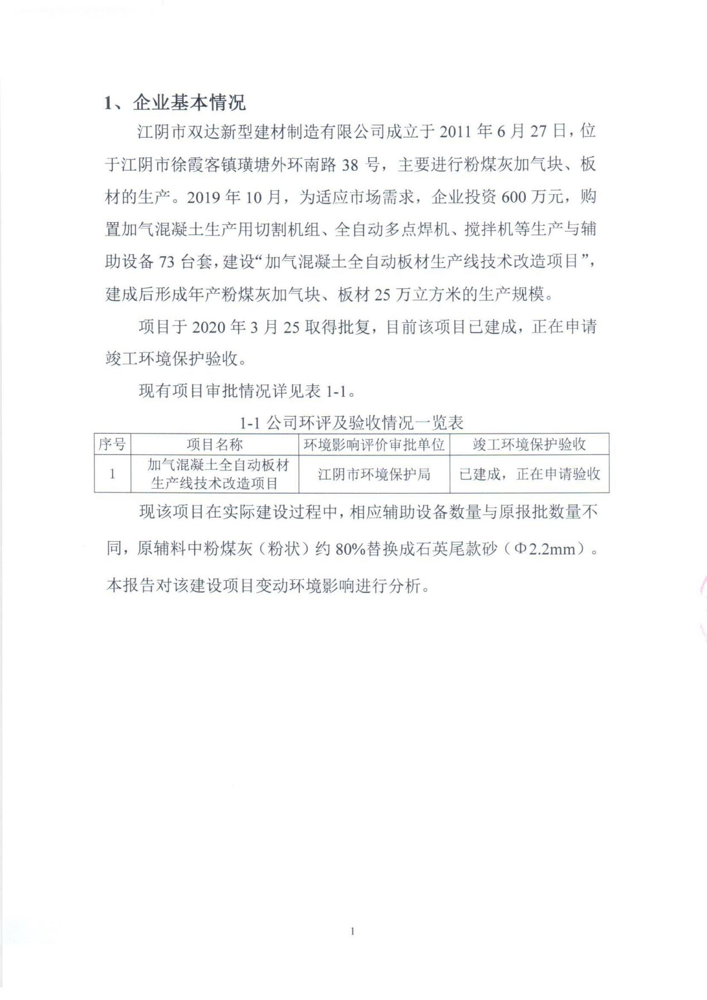 1、企业基本情况
江阴市双达新型建材制造有限公司成立于 2011 年 6 月 27 日，位
于江阴市徐霞客镇璜塘外环南路 38 号，主要进行粉煤灰加气块、板
材的生产。2019 年 10 月，为适应市场需求，企业投资 600 万元，购
置加气混凝土生产用切割机组、全自动多点焊机、搅拌机等生产与辅
助设备 73 台套，建设“加气混凝土全自动板材生产线技术改造项目”，
建成后形成年产粉煤灰加气块、板材 25 万立方米的生产规模。
项目于 2020 年 3 月 25 取得批复，目前该项目已建成，正在申请
竣工环境保护验收。
现有项目审批情况详见表 1-1。
1-1 公司环评及验收情况一览表
序号 项目名称 环境影响评价审批单位 竣工环境保护验收
1 加气混凝土全自动板材 江阴市环境保护局 已建成，正在申请验收
生产线技术改造项目
现该项目在实际建设过程中，相应辅助设备数量与原报批数量不
同，原辅料中粉煤灰（粉状）约 80%替换成石英尾款砂（Φ2.2mm）。
本报告对该建设项目变动环境影响进行分析。
1